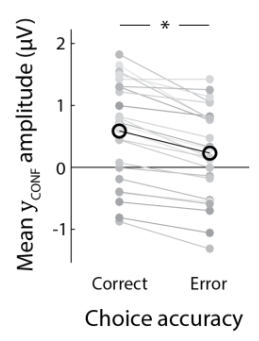 *
Mean yCONF amplitude (μV)
2
1
0
-1
Correct Error
Choice accuracy